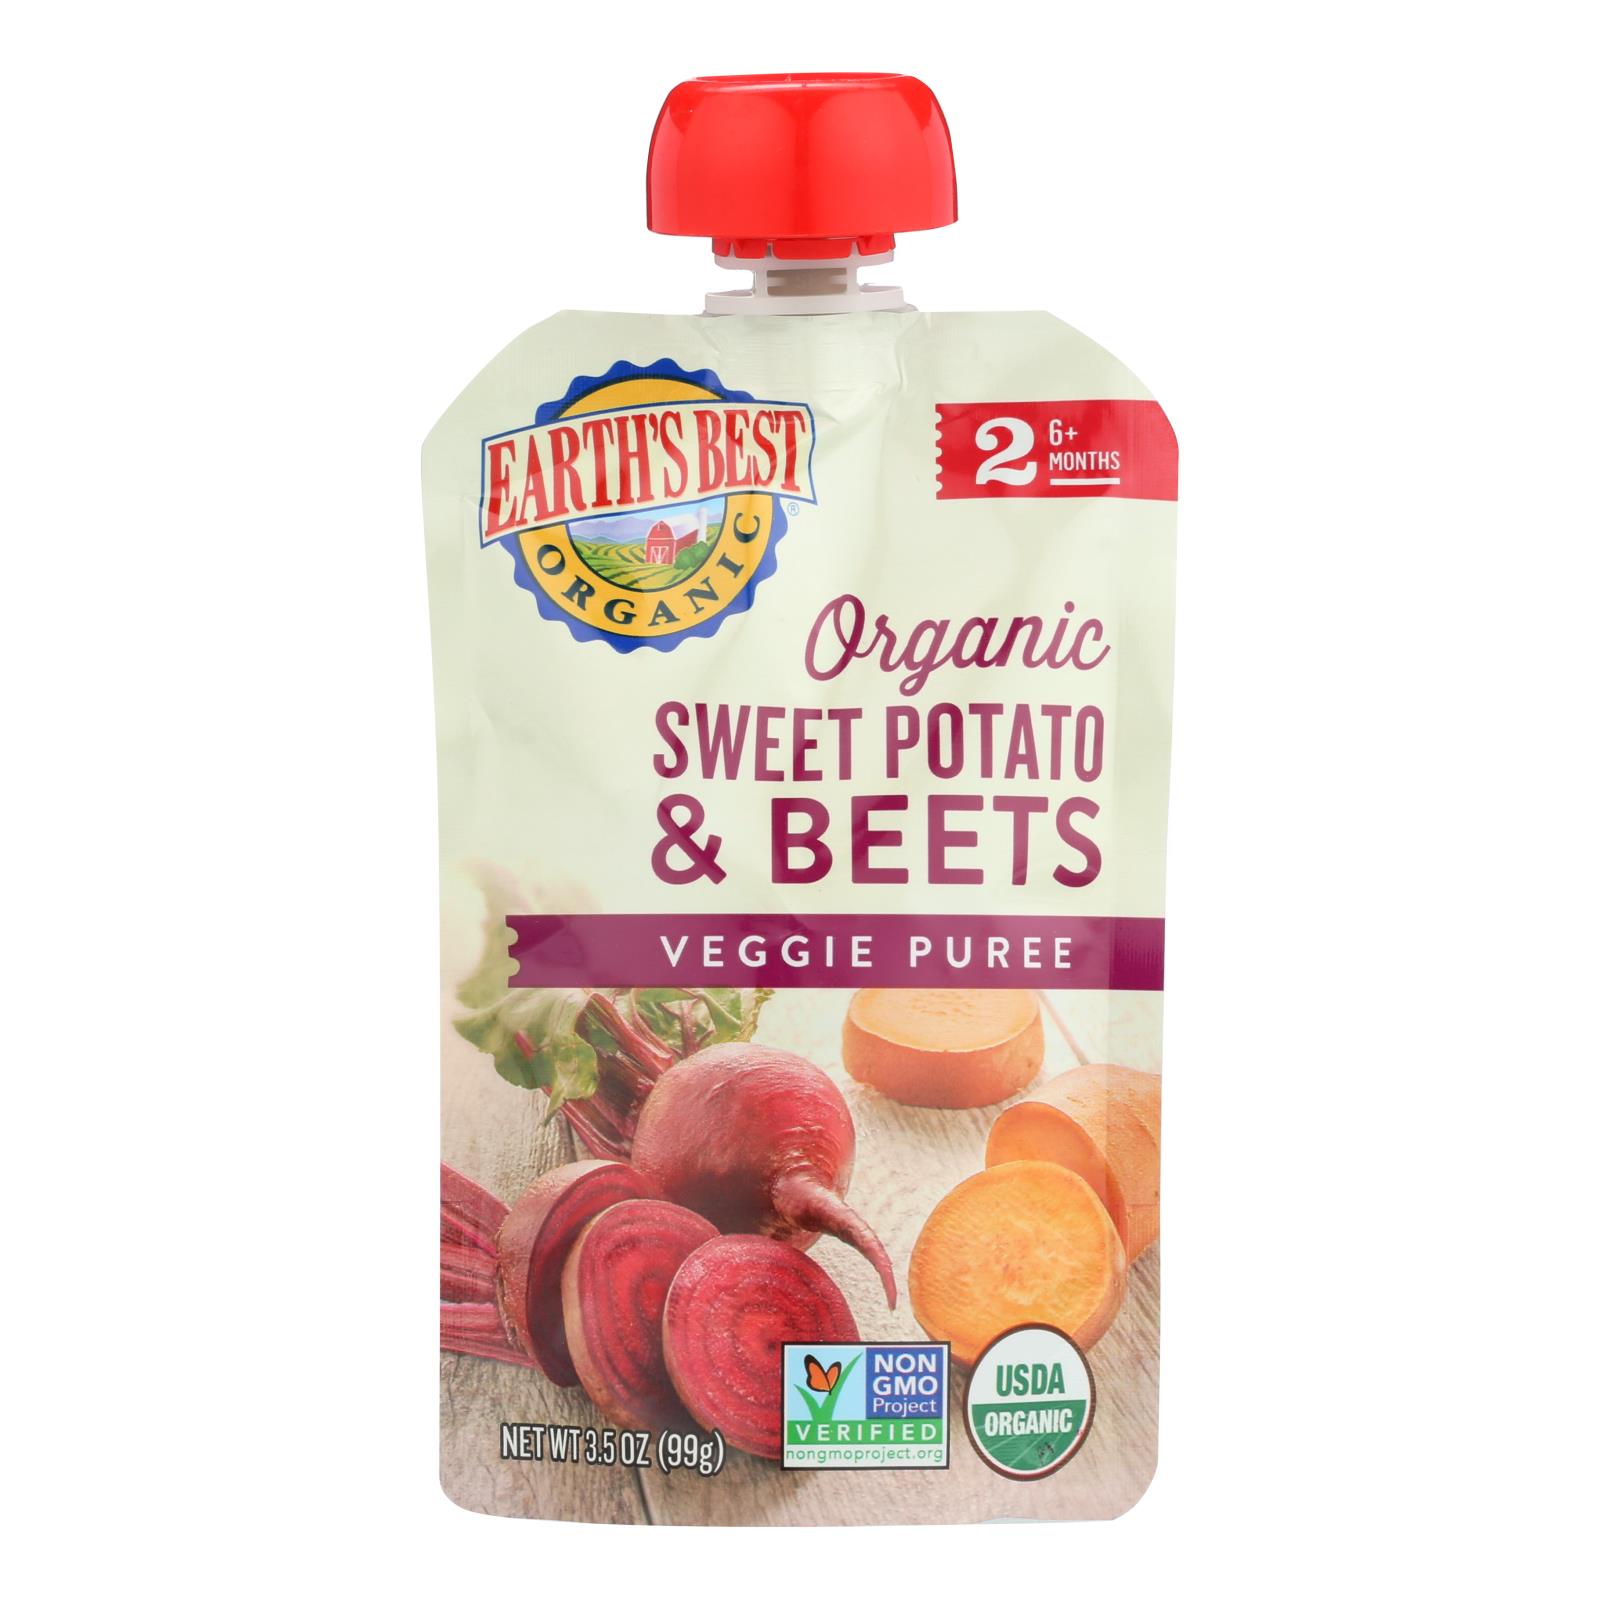 EARTH'S BEST
ORGANIC
®
2
6+
MONTHS
Organic
SWEET POTATO
& BEETS
VEGGIE PUREE
NON
GMO
Project
VERIFIED
nongmoproject.org
USDA
ORGANIC
NET WT 3.5 OZ (99g)